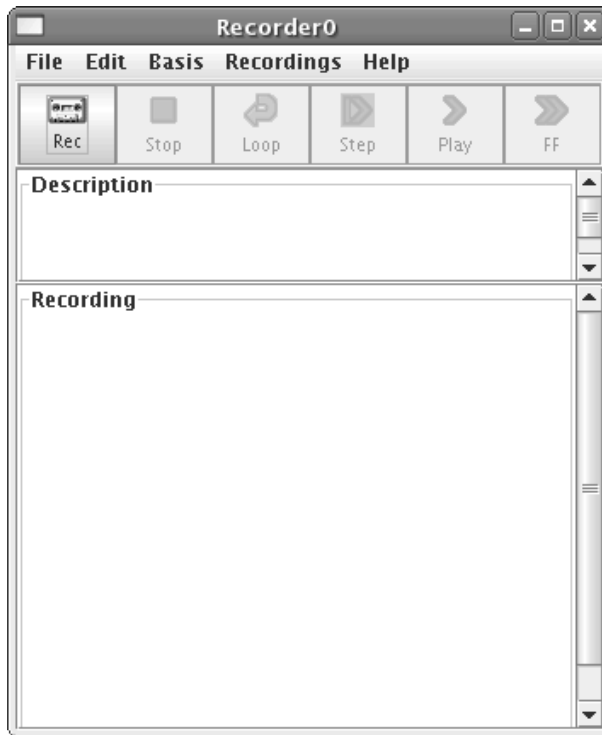 Recorder0
File Edit Basis Recordings Help
Rec Stop Loop Step Play FF
Description
Recording